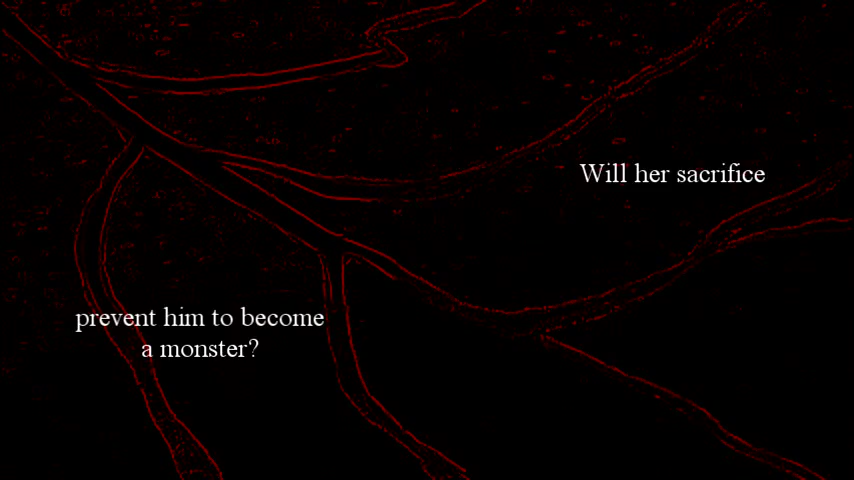 Will her sacrifice
prevent him to become
a monster?